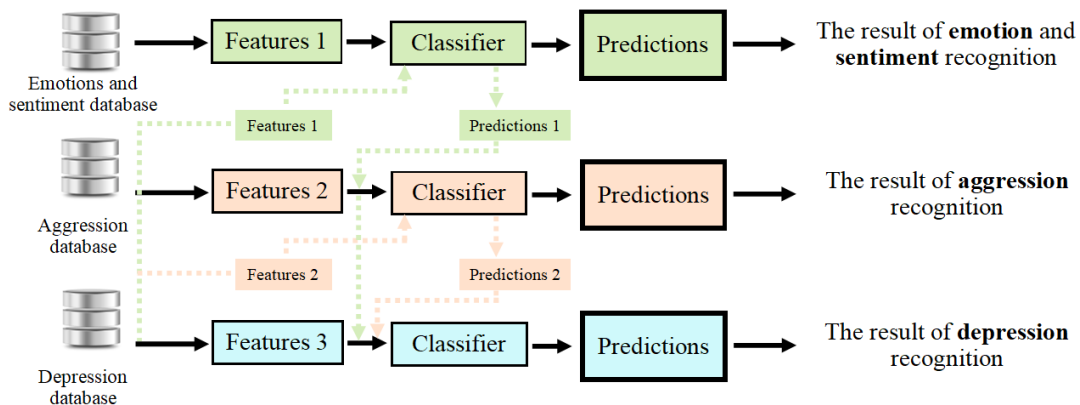 Features 1
Classifier
Predictions
The result of emotion and
sentiment recognition
Emotions and
sentiment database
Features 1
Predictions 1
Features 2
Classifier
Predictions
The result of aggression
recognition
Aggression
database
Features 2
Predictions 2
Features 3
Classifier
Predictions
The result of depression
recognition
Depression
database